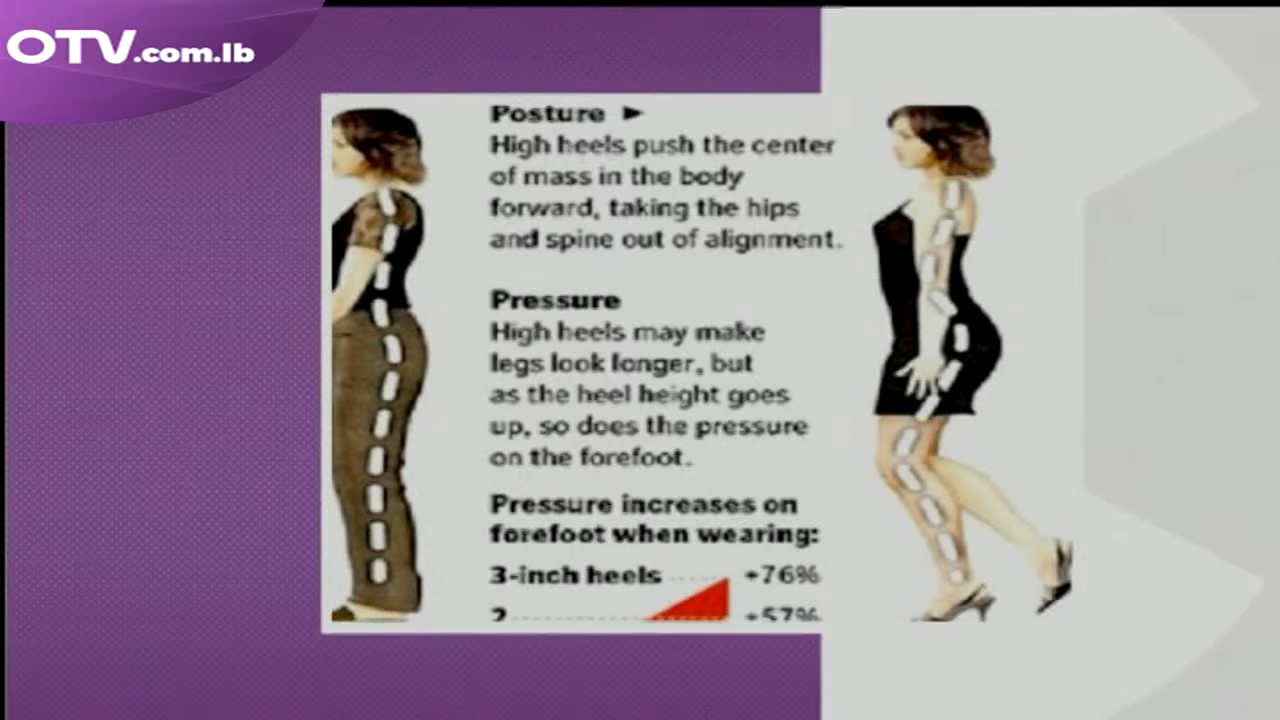 OTV.com.lb
Posture ►
High heels push the center
of mass in the body
forward, taking the hips
and spine out of alignment.
Pressure
High heels may make
legs look longer, but
as the heel height goes
up, so does the pressure
on the forefoot.
Pressure increases on
forefoot when wearing:
3-inch heels +76%
2 +57%